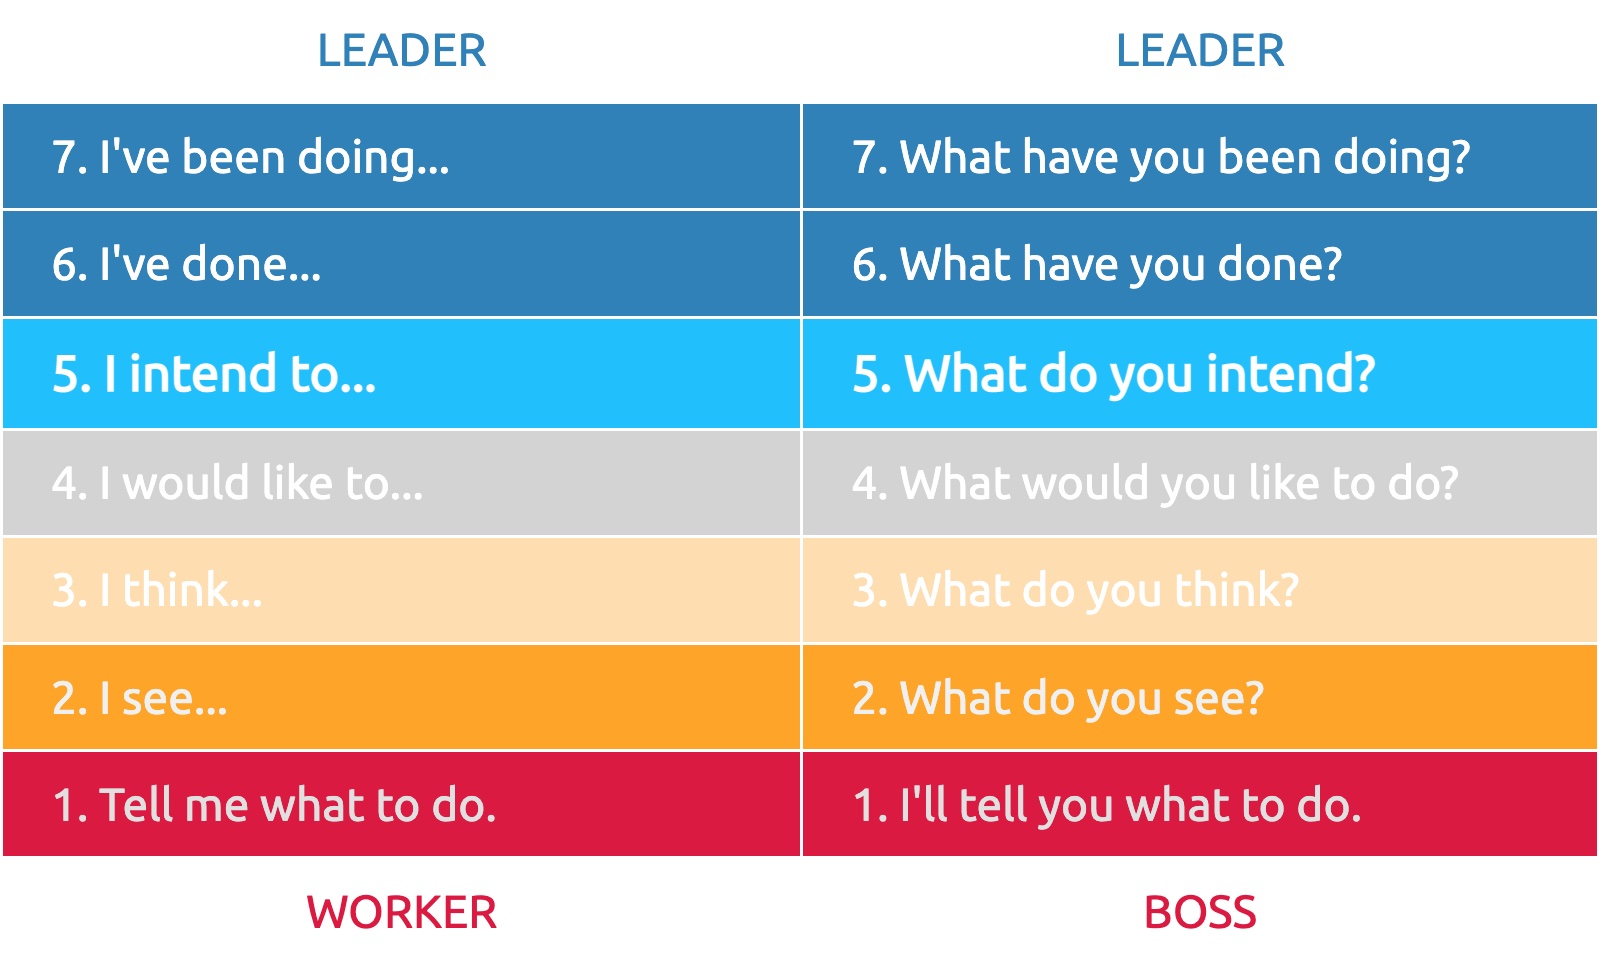 LEADER LEADER
7. I've been doing... 7. What have you been doing?
6. I've done... 6. What have you done?
5. I intend to... 5. What do you intend?
4. I would like to... 4. What would you like to do?
3. I think... 3. What do you think?
2. I see... 2. What do you see?
1. Tell me what to do. 1. I'll tell you what to do.
WORKER BOSS